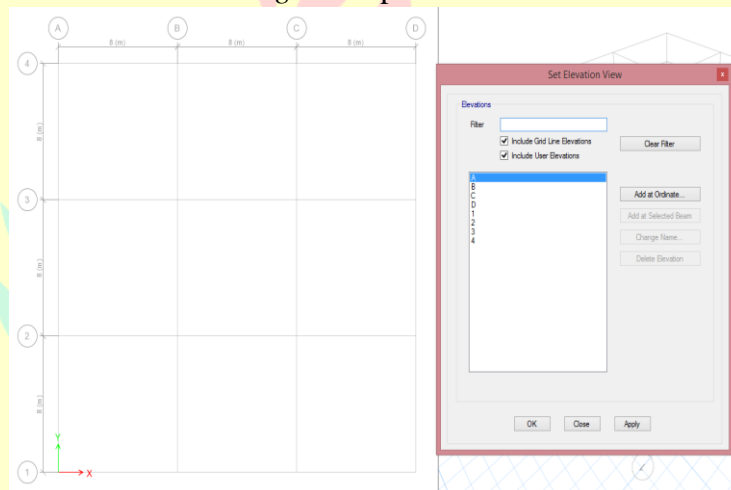 A B C D
8 (m) 8 (m) 8 (m)
4
8 (m)
3
8 (m)
2
8 (m)
Y
1
X
Set Elevation View
x
Elevations
Filter
Include Grid Line Elevations
Clear Filter
Include User Elevations
A
B
C
D
1
2
3
4
Add at Ordinate...
Add at Selected Beam
Change Name...
Delete Elevation
OK Close Apply